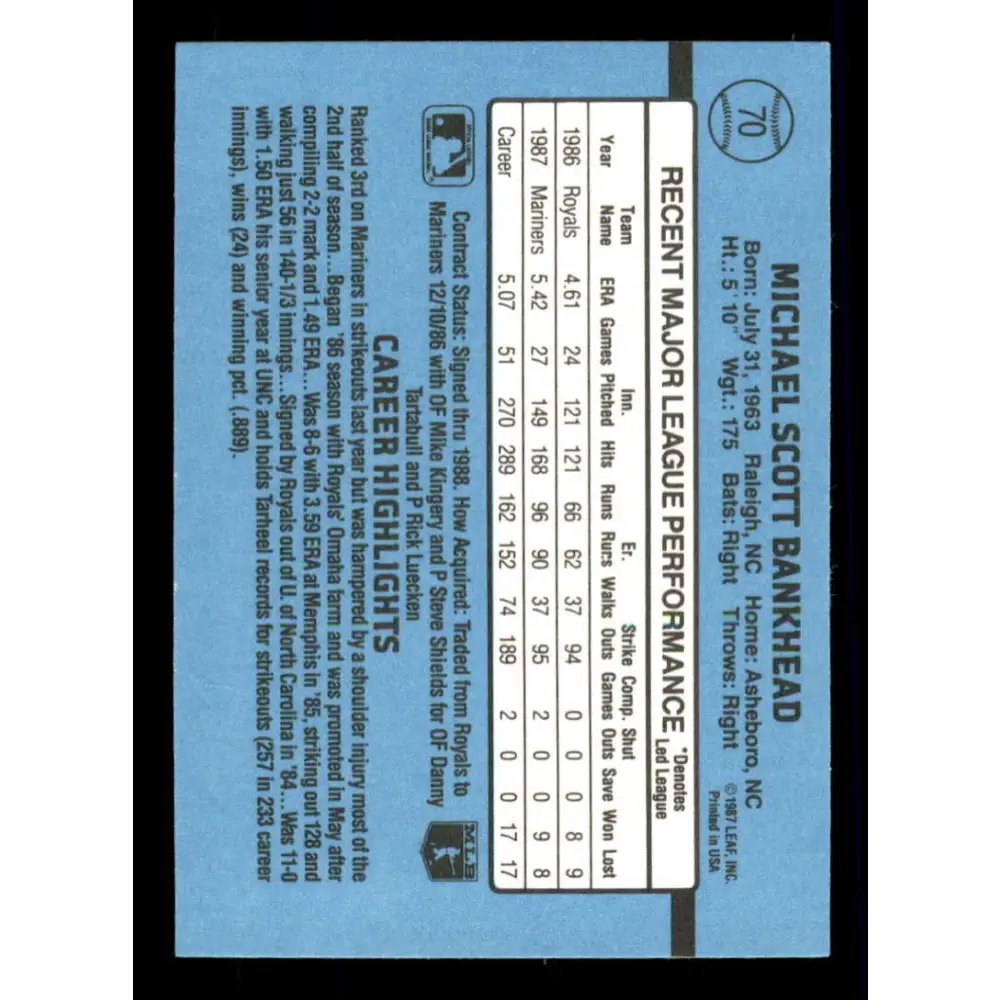 70
MICHAEL SCOTT BANKHEAD
Born: July 31, 1963 Raleigh, NC Home: Asheboro, NC
Ht.: 5'10" Wgt.: 175 Bats: Right Throws: Right
©1987 LEAF, INC.
Printed in USA
RECENT MAJOR LEAGUE PERFORMANCE
*Denotes
Led League
Team Inn. Er. Strike Comp. Shut
Year Name ERA Games Pitched Hits Runs Runs Walks Outs Games Outs Save Won Lost
1986 Royals 4.61 24 121 121 66 62 37 94 0 0 0 8 9
1987 Mariners 5.42 27 149 168 96 90 37 95 2 0 0 9 8
Career 5.07 51 270 289 162 152 74 189 2 0 0 17 17
Contract Status: Signed thru 1988. How Acquired: Traded from Royals to
Mariners 12/10/86 with OF Mike Kingery and P Steve Shields for OF Danny
Tartabull and P Rick Luecken
MLB
CAREER HIGHLIGHTS
Ranked 3rd on Mariners in strikeouts last year but was hampered by a shoulder injury most of the
2nd half of season...Began '86 season with Royals' Omaha farm and was promoted in May after
compiling 2-2 mark and 1.49 ERA...Was 8-6 with 3.59 ERA at Memphis in '85, striking out 128 and
walking just 56 in 140-1/3 innings...Signed by Royals out of U. of North Carolina in '84...Was 11-0
with 1.50 ERA his senior year at UNC and holds Tarheel records for strikeouts (257 in 233 career
innings), wins (24) and winning pct. (.889).